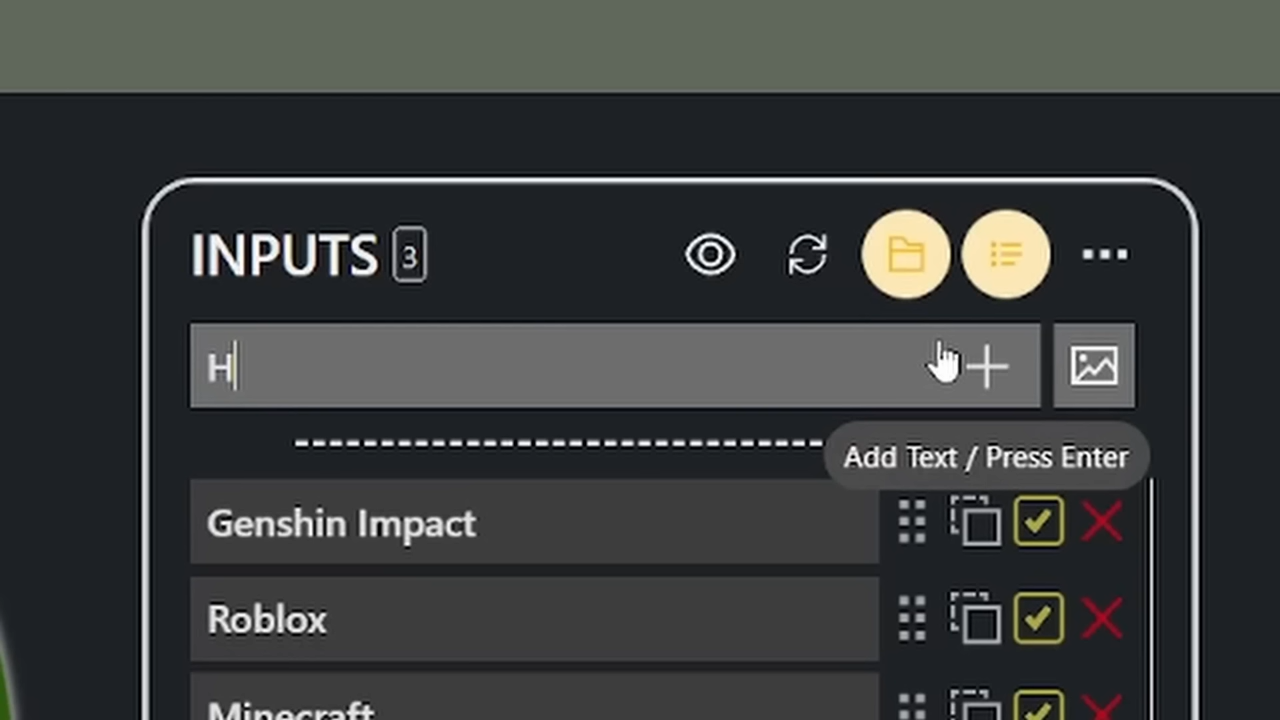 INPUTS 3
H
Add Text / Press Enter
Genshin Impact
Roblox
Minecraft